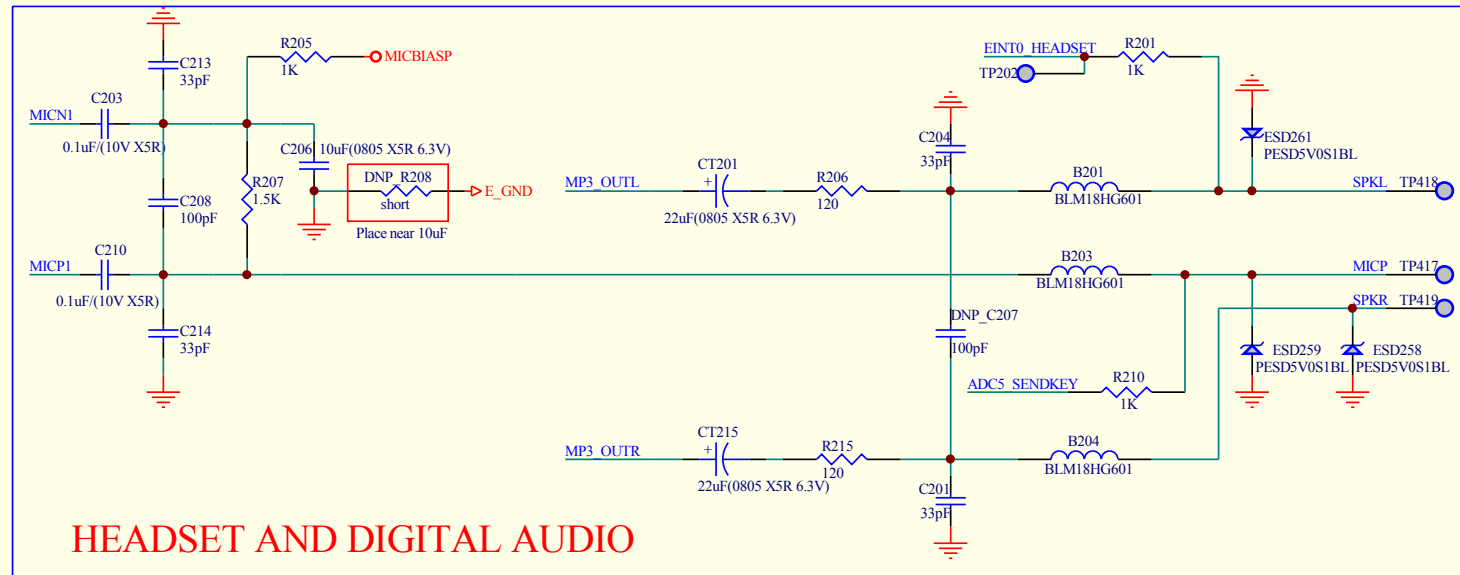 R205
1K
MICBIASP
C213
33pF
C203
MICN1
0.1uF/(10V X5R)
C206 10uF(0805 X5R 6.3V)
DNP_R208
short
E_GND
Place near 10uF
R207
1.5K
C208
100pF
C210
MICP1
0.1uF/(10V X5R)
C214
33pF
EINT0_HEADSET
R201
1K
TP202
C204
33pF
ESD261
PESD5V0S1BL
CT201
+
MP3_OUTL
22uF(0805 X5R 6.3V)
R206
120
B201
BLM18HG601
SPKL TP418
B203
BLM18HG601
MICP TP417
SPKR TP419
DNP_C207
100pF
ESD259
PESD5V0S1BL
ESD258
PESD5V0S1BL
ADC5_SENDKEY
R210
1K
CT215
+
MP3_OUTR
22uF(0805 X5R 6.3V)
R215
120
B204
BLM18HG601
C201
33pF
HEADSET AND DIGITAL AUDIO